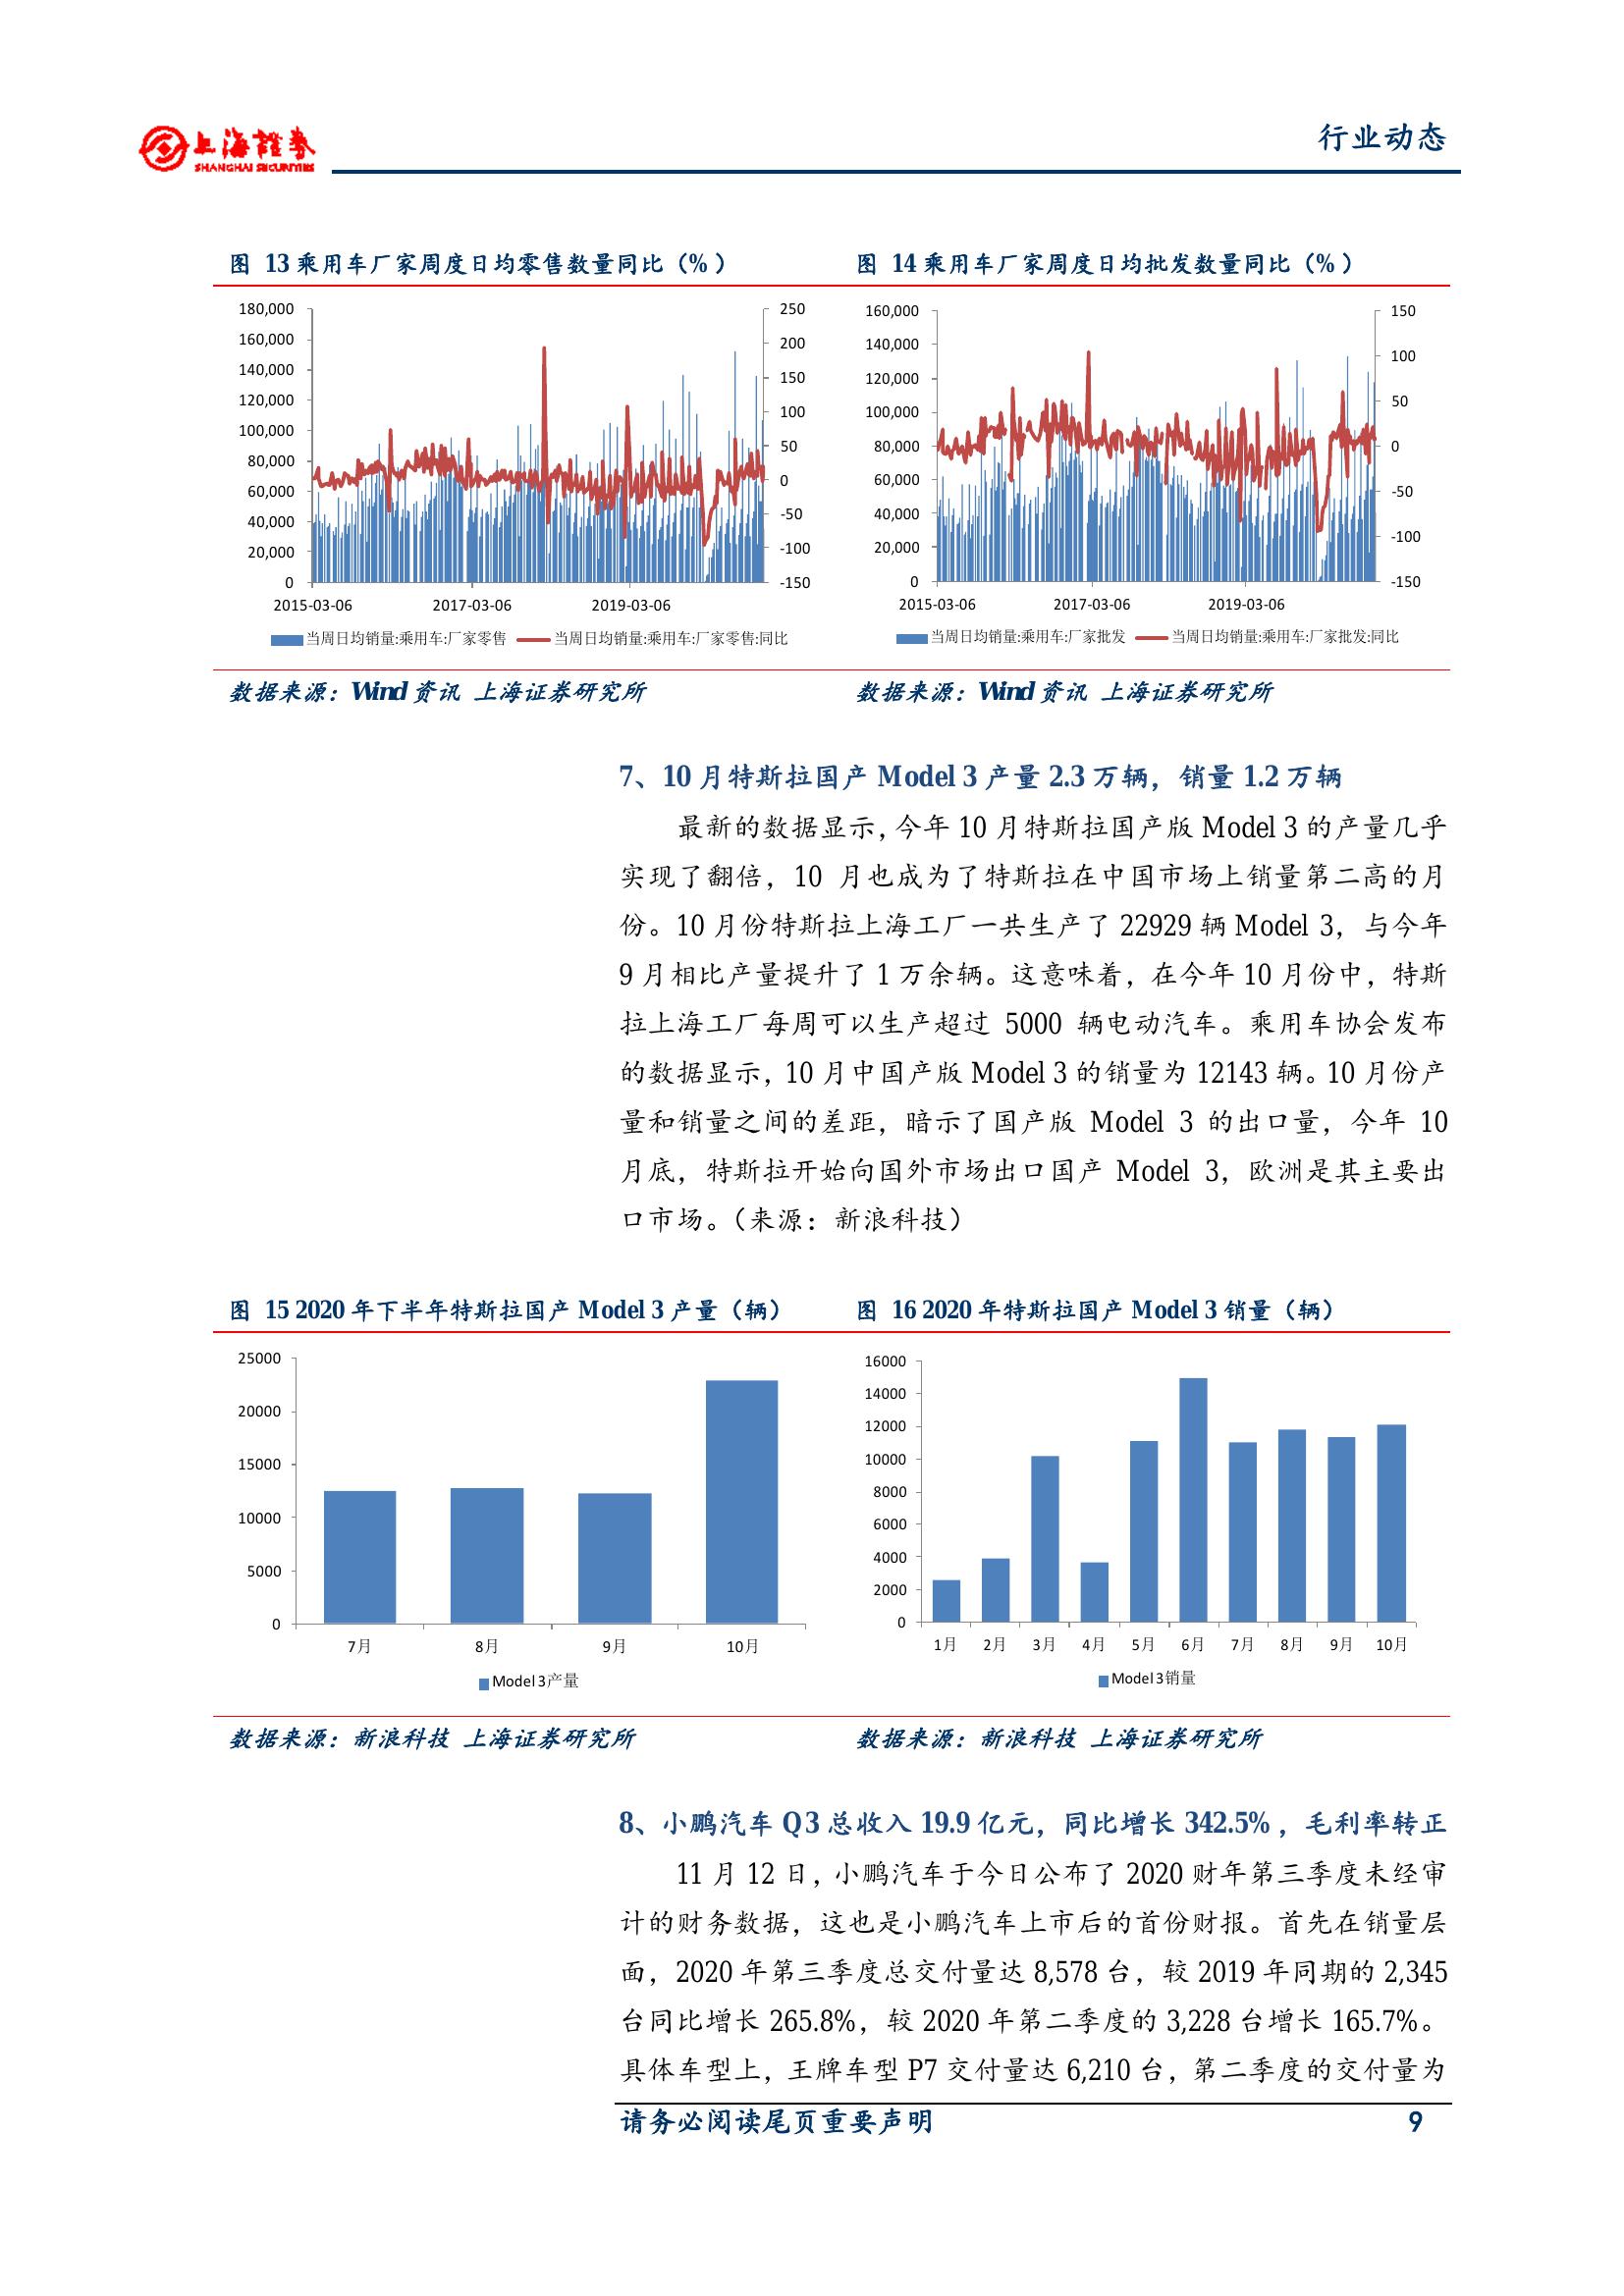 上海證券
SHANGHAI SECURITIES
行业动态
图 13 乘用车厂家周度日均零售数量同比（%）
图 14 乘用车厂家周度日均批发数量同比（%）
180,000
160,000
140,000
120,000
100,000
80,000
60,000
40,000
20,000
0
250
200
150
100
50
0
-50
-100
-150
2015-03-06 2017-03-06 2019-03-06
当周日均销量:乘用车:厂家零售 当周日均销量:乘用车:厂家零售:同比
160,000
140,000
120,000
100,000
80,000
60,000
40,000
20,000
0
150
100
50
0
-50
-100
-150
2015-03-06 2017-03-06 2019-03-06
当周日均销量:乘用车:厂家批发 当周日均销量:乘用车:厂家批发:同比
数据来源：Wind 资讯 上海证券研究所
数据来源：Wind 资讯 上海证券研究所
7、10 月特斯拉国产 Model 3 产量 2.3 万辆，销量 1.2 万辆
最新的数据显示，今年 10 月特斯拉国产版 Model 3 的产量几乎
实现了翻倍，10 月也成为了特斯拉在中国市场上销量第二高的月
份。10 月份特斯拉上海工厂一共生产了 22929 辆 Model 3，与今年
9 月相比产量提升了 1 万余辆。这意味着，在今年 10 月份中，特斯
拉上海工厂每周可以生产超过 5000 辆电动汽车。乘用车协会发布
的数据显示，10 月中国产版 Model 3 的销量为 12143 辆。10 月份产
量和销量之间的差距，暗示了国产版 Model 3 的出口量，今年 10
月底，特斯拉开始向国外市场出口国产 Model 3，欧洲是其主要出
口市场。（来源：新浪科技）
图 15 2020 年下半年特斯拉国产 Model 3 产量（辆）
图 16 2020 年特斯拉国产 Model 3 销量（辆）
25000
20000
15000
10000
5000
0
7月 8月 9月 10月
Model 3产量
16000
14000
12000
10000
8000
6000
4000
2000
0
1月 2月 3月 4月 5月 6月 7月 8月 9月 10月
Model 3销量
数据来源：新浪科技 上海证券研究所
数据来源：新浪科技 上海证券研究所
8、小鹏汽车 Q3 总收入 19.9 亿元，同比增长 342.5%，毛利率转正
11 月 12 日，小鹏汽车于今日公布了 2020 财年第三季度未经审
计的财务数据，这也是小鹏汽车上市后的首份财报。首先在销量层
面，2020 年第三季度总交付量达 8,578 台，较 2019 年同期的 2,345
台同比增长 265.8%，较 2020 年第二季度的 3,228 台增长 165.7%。
具体车型上，王牌车型 P7 交付量达 6,210 台，第二季度的交付量为
请务必阅读尾页重要声明
9